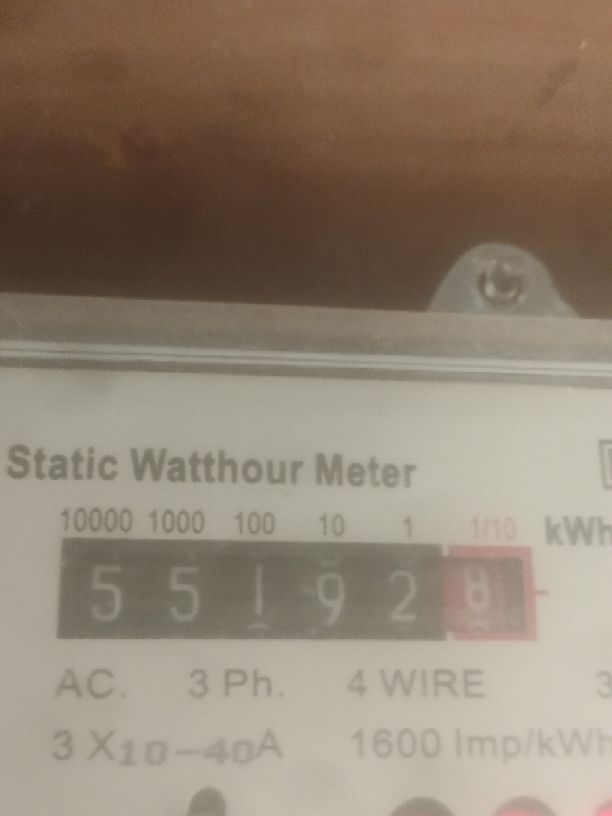 Static Watthour Meter
10000 1000 100 10 1 1/10 kWh
5 5 1 9 2 8
AC. 3 Ph. 4 WIRE 3
3 X10-40A 1600 Imp/kWh